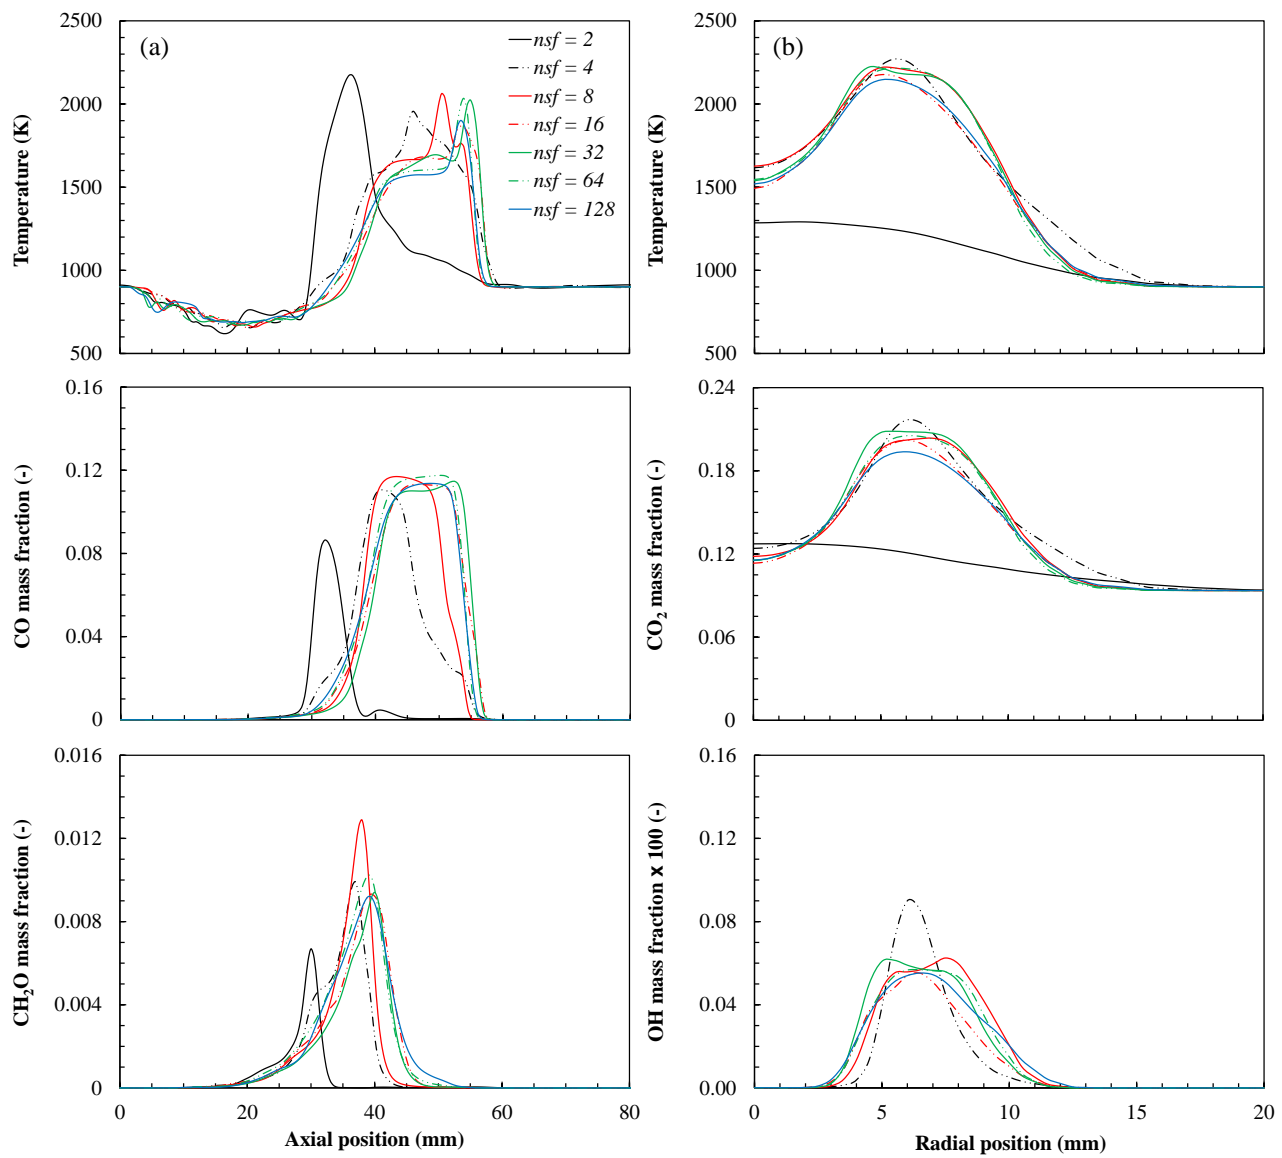 (a)
2500
2000
1500
1000
500
Temperature (K)
nsf = 2
nsf = 4
nsf = 8
nsf = 16
nsf = 32
nsf = 64
nsf = 128
(b)
2500
2000
1500
1000
500
Temperature (K)
0.16
0.12
0.08
0.04
0
CO mass fraction (-)
0.24
0.18
0.12
0.06
0
CO₂ mass fraction (-)
0.016
0.012
0.008
0.004
0
CH₂O mass fraction (-)
0 20 40 60 80
Axial position (mm)
0.16
0.12
0.08
0.04
0.00
OH mass fraction x 100 (-)
0 5 10 15 20
Radial position (mm)